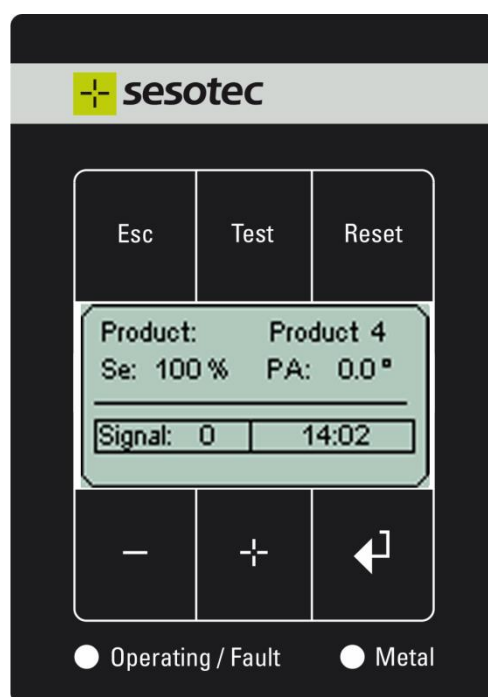 sesotec
Esc Test Reset
Product: Product 4
Se: 100 % PA: 0.0 °
Signal: 0 14:02
− +
Operating / Fault Metal